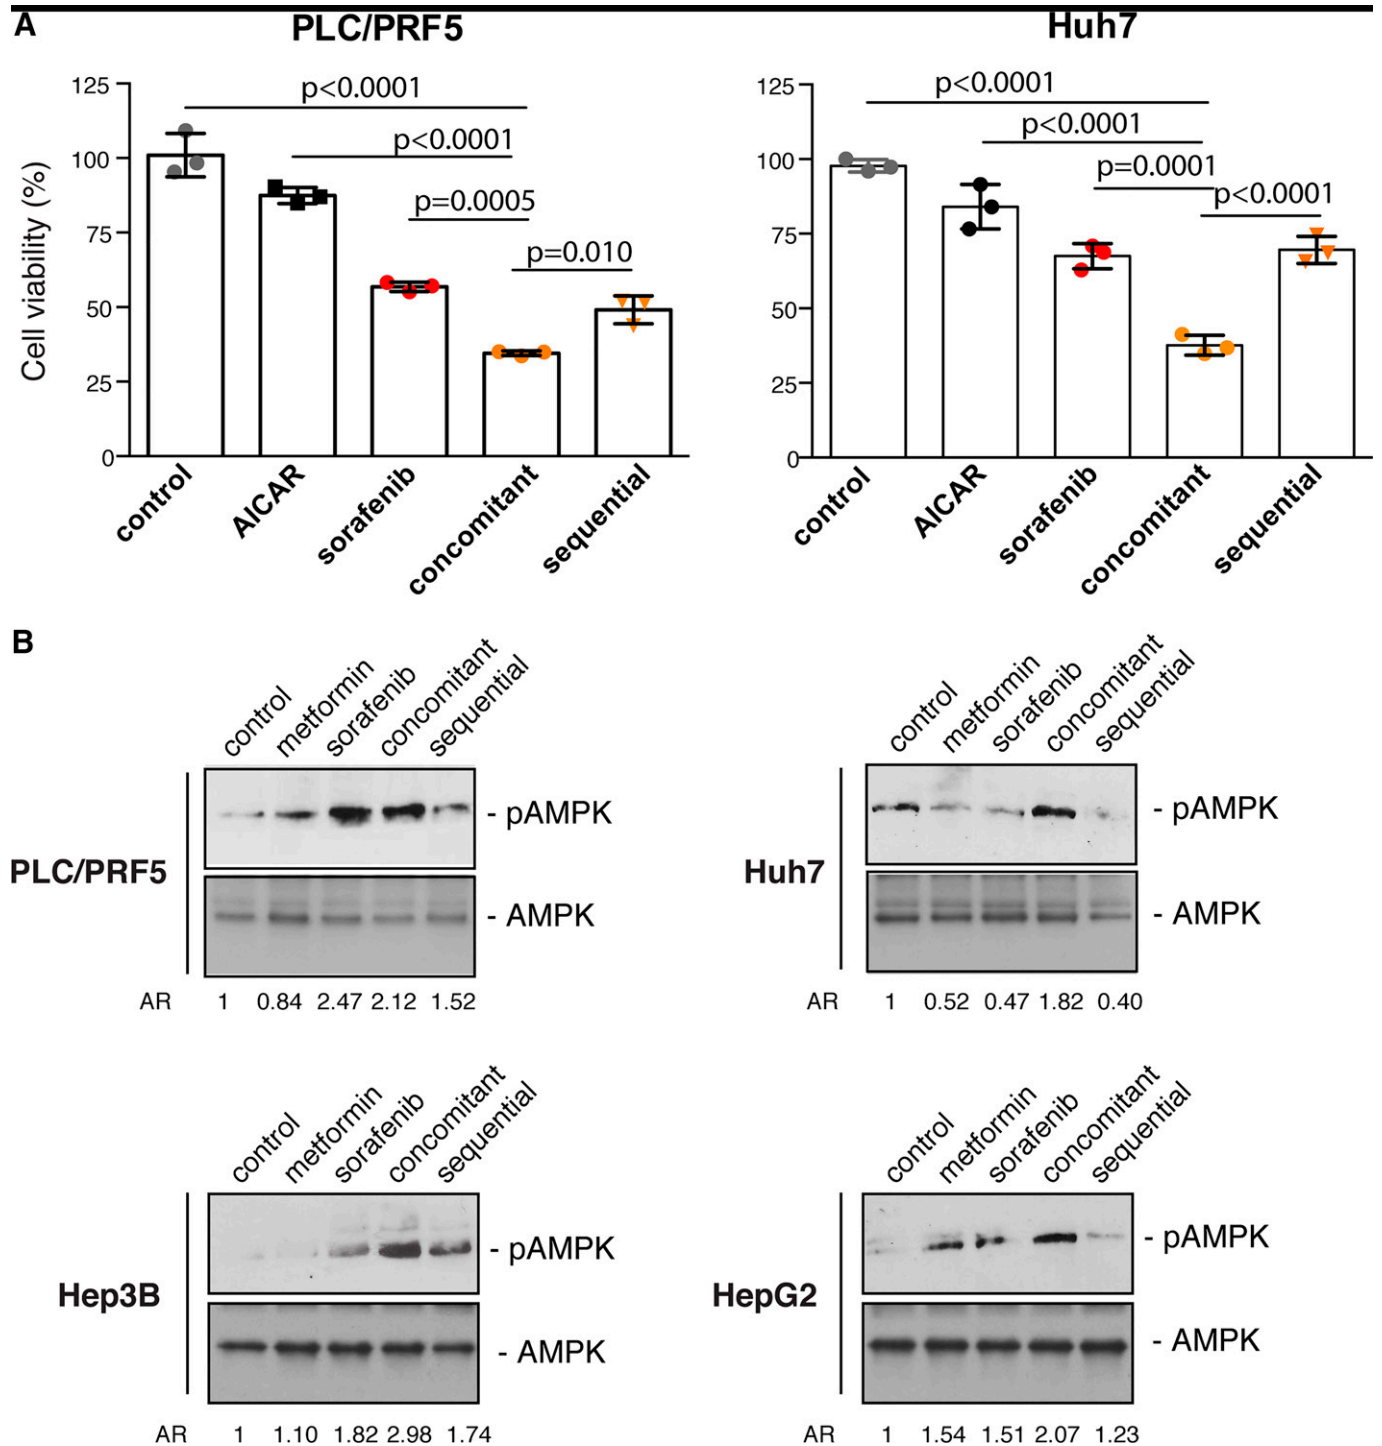 A
PLC/PRF5
Huh7
Cell viability (%)
125
100
75
50
25
0
p<0.0001
p<0.0001
p=0.0005
p=0.010
control
AICAR
sorafenib
concomitant
sequential
125
100
75
50
25
0
p<0.0001
p<0.0001
p=0.0001
p<0.0001
control
AICAR
sorafenib
concomitant
sequential
B
control
metformin
sorafenib
concomitant
sequential
PLC/PRF5
- pAMPK
- AMPK
AR 1 0.84 2.47 2.12 1.52
control
metformin
sorafenib
concomitant
sequential
Huh7
- pAMPK
- AMPK
AR 1 0.52 0.47 1.82 0.40
control
metformin
sorafenib
concomitant
sequential
Hep3B
- pAMPK
- AMPK
AR 1 1.10 1.82 2.98 1.74
control
metformin
sorafenib
concomitant
sequential
HepG2
- pAMPK
- AMPK
AR 1 1.54 1.51 2.07 1.23